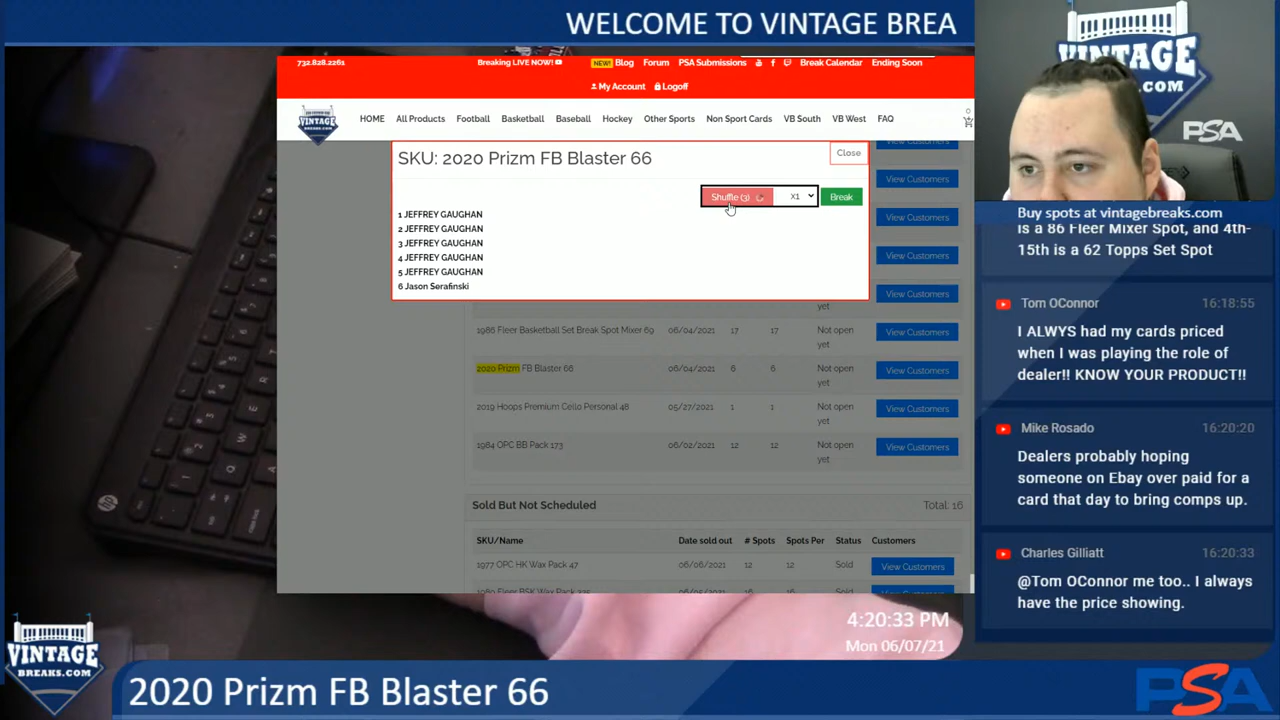 WELCOME TO VINTAGE BREA
732.828.2261
Breaking LIVE NOW!
NEW! Blog
Forum
PSA Submissions
Break Calendar
Ending Soon
My Account
Logoff
VINTAGE
HOME
All Products
Football
Basketball
Baseball
Hockey
Other Sports
Non Sport Cards
VB South
VB West
FAQ
0
View Customers
SKU: 2020 Prizm FB Blaster 66
Close
Shuffle (3)
x1
Break
1 JEFFREY GAUGHAN
2 JEFFREY GAUGHAN
3 JEFFREY GAUGHAN
4 JEFFREY GAUGHAN
5 JEFFREY GAUGHAN
6 Jason Serafinski
View Customers
View Customers
View Customers
View Customers
yet
1986 Fleer Basketball Set Break Spot Mixer 69 06/04/2021 17 17 Not open yet View Customers
2020 Prizm FB Blaster 66 06/04/2021 6 6 Not open yet View Customers
2019 Hoops Premium Cello Personal 48 05/27/2021 1 1 Not open yet View Customers
1984 OPC BB Pack 173 06/02/2021 12 12 Not open yet View Customers
Sold But Not Scheduled Total: 16
SKU/Name Date sold out # Spots Spots Per Status Customers
1977 OPC HK Wax Pack 47 06/06/2021 12 12 Sold View Customers
VINTAGE
.COM
PSA
Buy spots at vintagebreaks.com
is a 86 Fleer Mixer Spot, and 4th-
15th is a 62 Topps Set Spot
Tom OConnor 16:18:55
I ALWYS had my cards priced
when I was playing the role of
dealer!! KNOW YOUR PRODUCT!!
Mike Rosado 16:20:20
Dealers probably hoping
someone on Ebay over paid for a
card that day to bring comps up.
Charles Gilliatt 16:20:33
@Tom OConnor me too.. I always
have the price showing.
4:20:33 PM
Mon 06/07/21
VINTAGE
BREAKS.COM
2020 Prizm FB Blaster 66
PSA